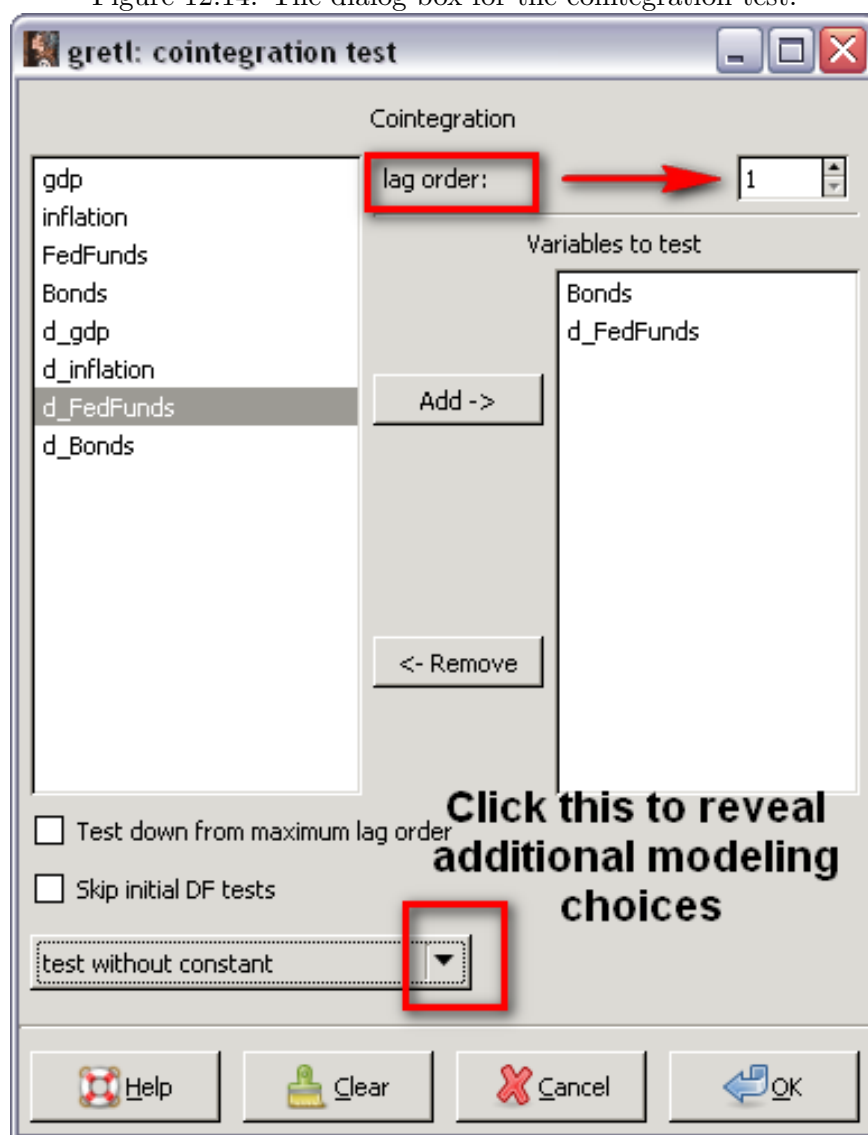 Figure 12.14: The dialog box for the cointegration test.
gretl: cointegration test
Cointegration
lag order:
1
gdp
inflation
FedFunds
Bonds
d_gdp
d_inflation
d_FedFunds
d_Bonds
Variables to test
Bonds
d_FedFunds
Add ->
<- Remove
Click this to reveal
additional modeling
choices
Test down from maximum lag order
Skip initial DF tests
test without constant
Help
Clear
Cancel
OK